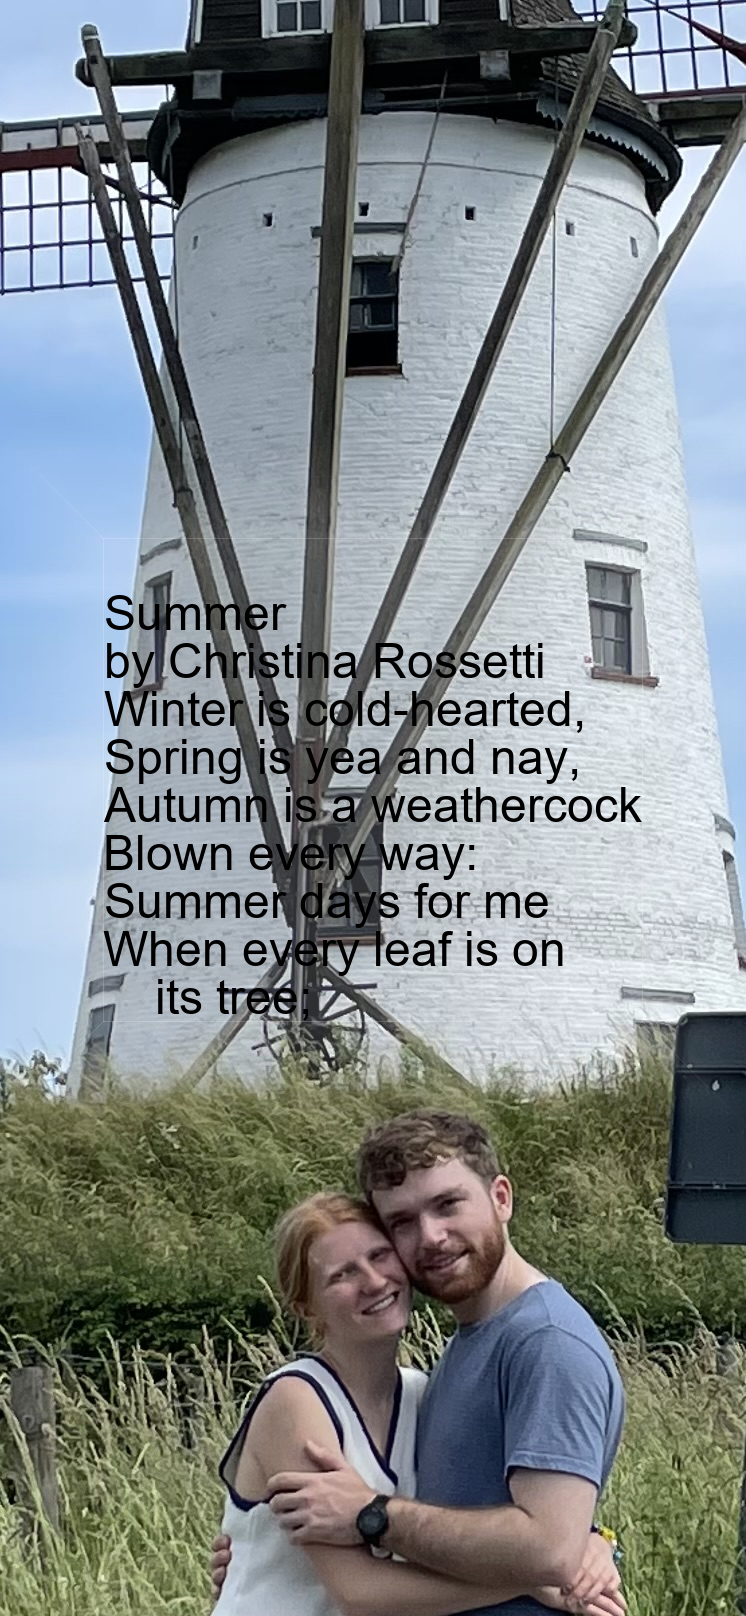 Summer
by Christina Rossetti
Winter is cold-hearted,
Spring is yea and nay,
Autumn is a weathercock
Blown every way:
Summer days for me
When every leaf is on
its tree;